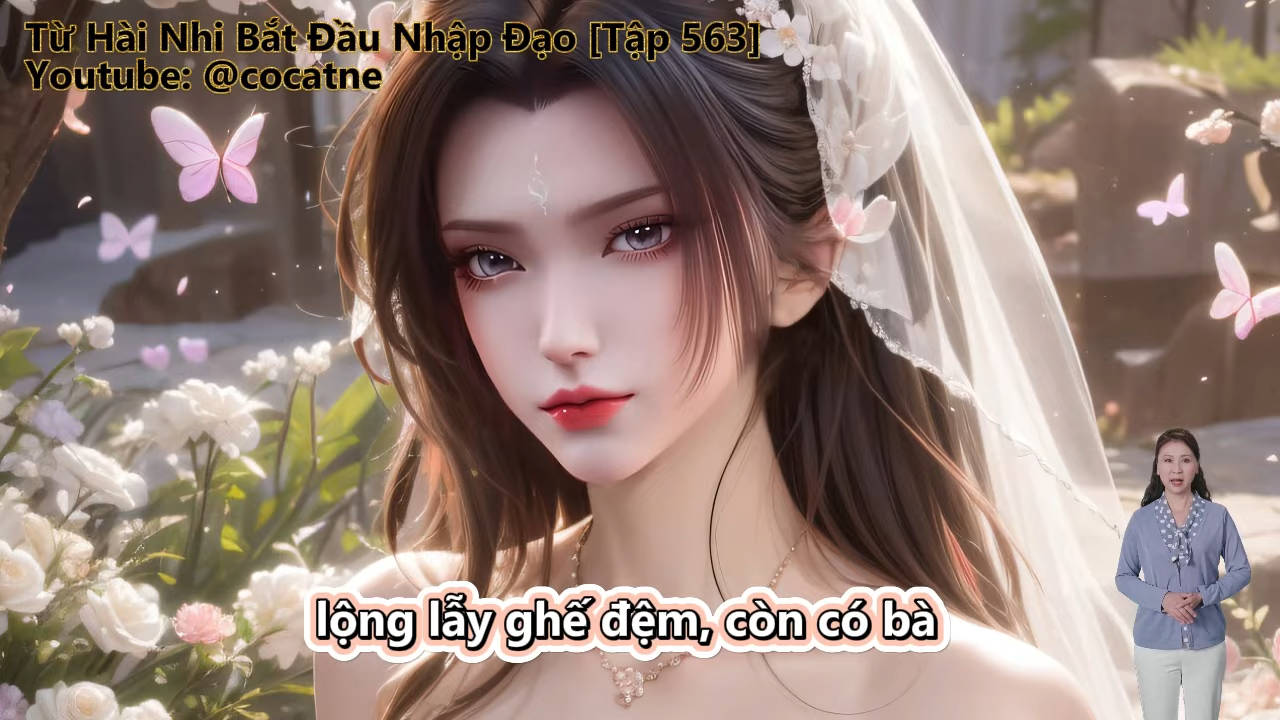 Từ Hài Nhi Bắt Đầu Nhập Đạo [Tập 563]
Youtube: @cocatne
lộng lẫy ghế đệm, còn có bà